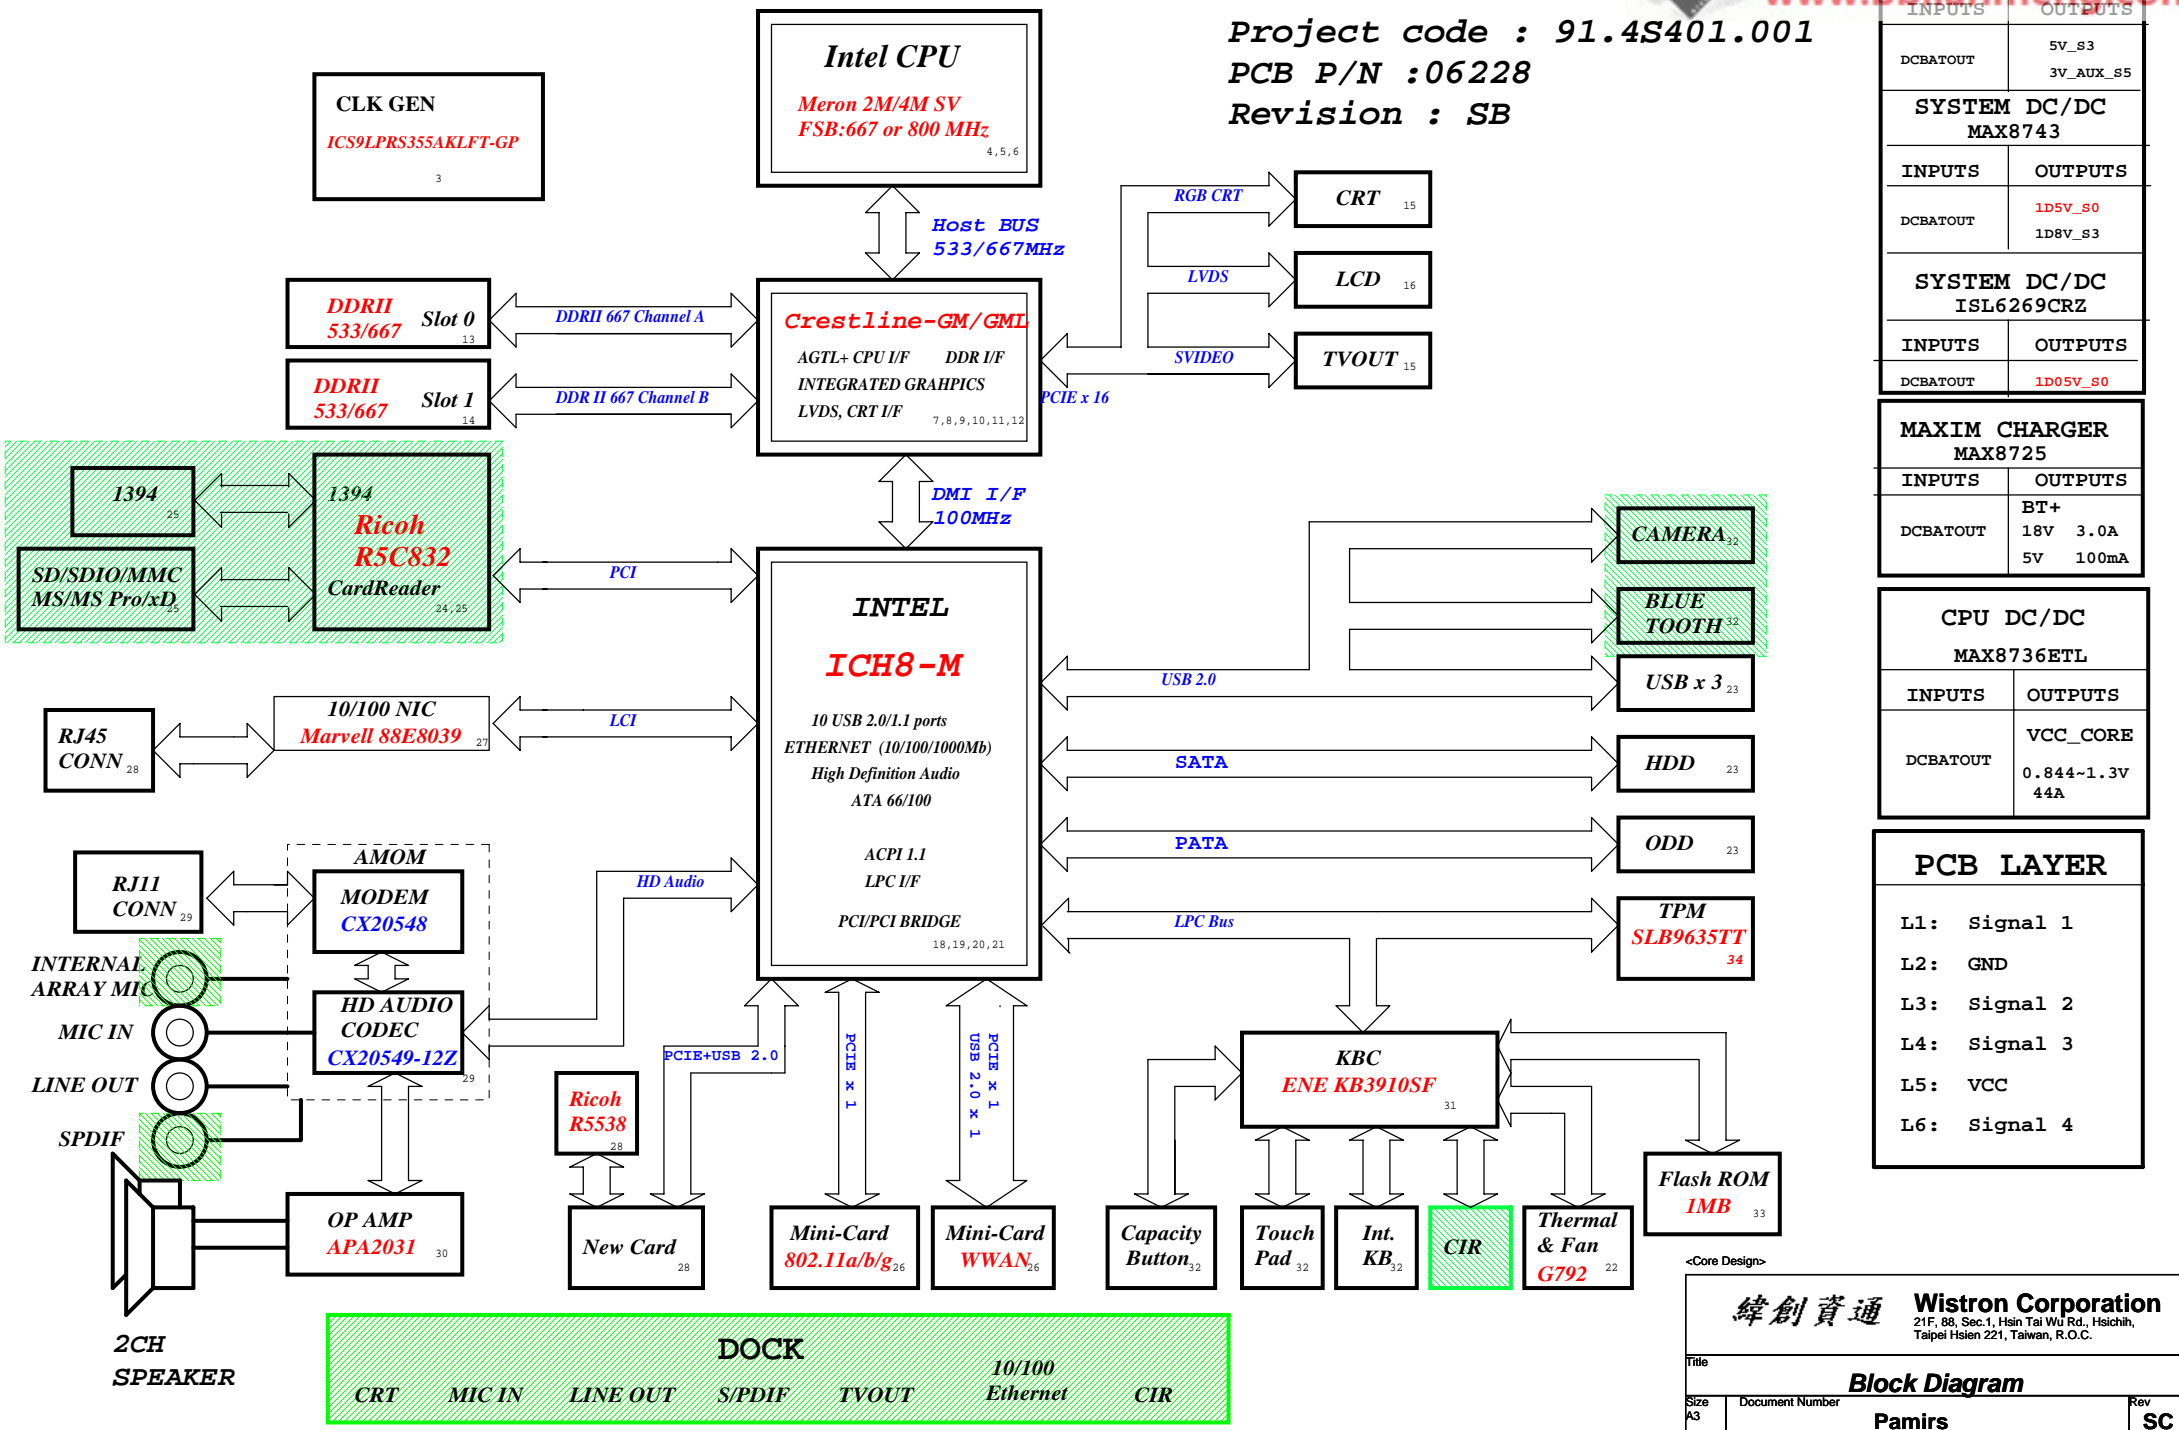 Project code : 91.4S401.001
PCB P/N :06228
Revision : SB
CLK GEN
ICS9LPRS355AKLFT-GP
3
Intel CPU
Meron 2M/4M SV
FSB:667 or 800 MHz
4,5,6
Host BUS
533/667MHz
DDRII
533/667
Slot 0
13
DDRII 667 Channel A
DDRII
533/667
Slot 1
14
DDR II 667 Channel B
Crestline-GM/GML
AGTL+ CPU I/F DDR I/F
INTEGRATED GRAHPICS
LVDS, CRT I/F
7,8,9,10,11,12
PCIE x 16
RGB CRT
CRT 15
LVDS
LCD 16
SVIDEO
TVOUT 15
DMI I/F
100MHz
1394
25
SD/SDIO/MMC
MS/MS Pro/xD
25
1394
Ricoh
R5C832
CardReader
24,25
PCI
INTEL
ICH8-M
10 USB 2.0/1.1 ports
ETHERNET (10/100/1000Mb)
High Definition Audio
ATA 66/100
ACPI 1.1
LPC I/F
PCI/PCI BRIDGE
18,19,20,21
RJ45
CONN 28
10/100 NIC
Marvell 88E8039 27
LCI
CAMERA 32
BLUE
TOOTH 32
USB 2.0
USB x 3 23
SATA
HDD 23
PATA
ODD 23
LPC Bus
TPM
SLB9635TT
34
RJ11
CONN 29
AMOM
MODEM
CX20548
HD AUDIO
CODEC
CX20549-12Z
29
HD Audio
INTERNAL
ARRAY MIC
MIC IN
LINE OUT
SPDIF
OP AMP
APA2031 30
2CH
SPEAKER
Ricoh
R5538
28
PCIE+USB 2.0
New Card
28
PCIE x 1
Mini-Card
802.11a/b/g 26
PCIE x 1
USB 2.0 x 1
Mini-Card
WWAN 26
KBC
ENE KB3910SF
31
Capacity
Button 32
Touch
Pad 32
Int.
KB 32
CIR
Thermal
& Fan
G792 22
Flash ROM
1MB 33
DOCK
CRT MIC IN LINE OUT S/PDIF TVOUT 10/100
Ethernet CIR
INPUTS OUTPUTS
DCBATOUT 5V_S3
3V_AUX_S5
SYSTEM DC/DC
MAX8743
INPUTS OUTPUTS
DCBATOUT 1D5V_S0
1D8V_S3
SYSTEM DC/DC
ISL6269CRZ
INPUTS OUTPUTS
DCBATOUT 1D05V_S0
MAXIM CHARGER
MAX8725
INPUTS OUTPUTS
DCBATOUT BT+
18V 3.0A
5V 100mA
CPU DC/DC
MAX8736ETL
INPUTS OUTPUTS
DCBATOUT VCC_CORE
0.844~1.3V
44A
PCB LAYER
L1: Signal 1
L2: GND
L3: Signal 2
L4: Signal 3
L5: VCC
L6: Signal 4
<Core Design>
緯創資通 Wistron Corporation
21F, 88, Sec.1, Hsin Tai Wu Rd., Hsichih,
Taipei Hsien 221, Taiwan, R.O.C.
Title
Block Diagram
Size
A3
Document Number
Pamirs
Rev
SC